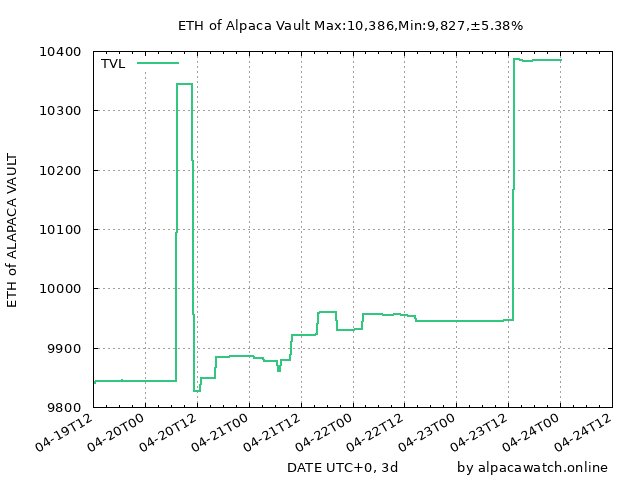 ETH of Alpaca Vault Max:10,386,Min:9,827,±5.38%
TVL
ETH of ALAPACA VAULT
10400
10300
10200
10100
10000
9900
9800
04-19T12
04-20T00
04-20T12
04-21T00
04-21T12
04-22T00
04-22T12
04-23T00
04-23T12
04-24T00
04-24T12
DATE UTC+0, 3d
by alpacawatch.online